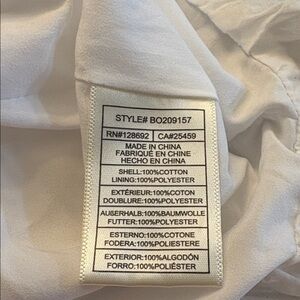 STYLE# BO209157
RN#128692 CA#25459
MADE IN CHINA
FABRIQUÉ EN CHINE
HECHO EN CHINA
SHELL:100%COTTON
LINING:100%POLYESTER
EXTÉRIEUR:100%COTON
DOUBLURE:100%POLYESTER
AUßERHALB:100%BAUMWOLLE
FUTTER:100%POLYESTER
ESTERNO:100%COTONE
FODERA:100%POLIESTERE
EXTERIOR:100%ALGODÓN
FORRO:100%POLIÉSTER